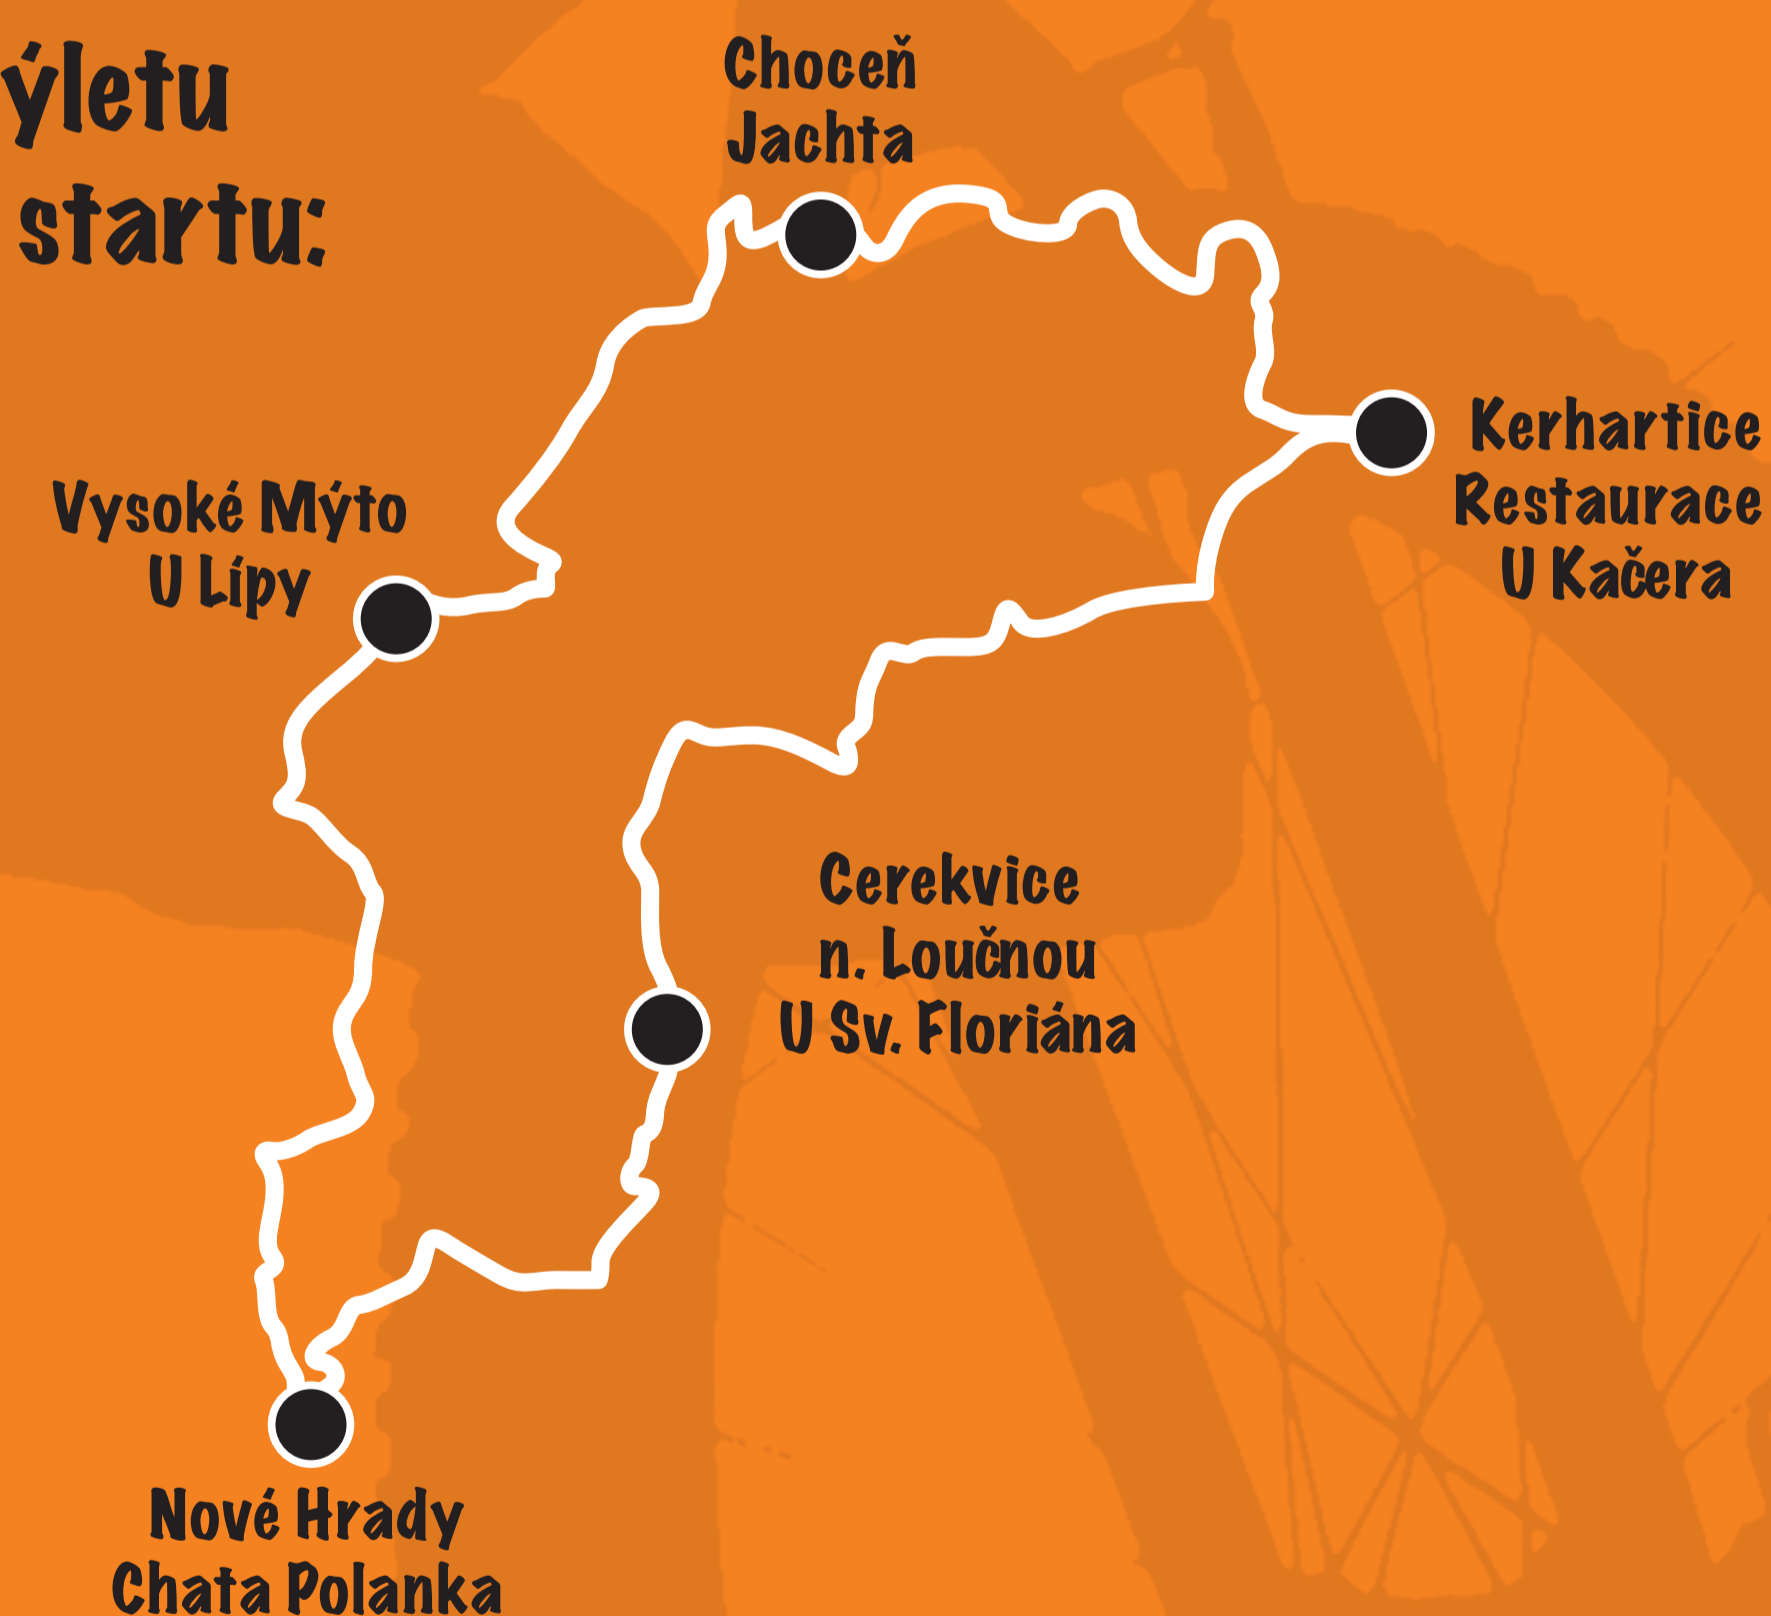 ýletu
startu:
Choceň
Jachta
Kerhartice
Restaurace
U Kačera
Vysoké Mýto
U Lípy
Cerekvice
n. Loučnou
U Sv. Floriána
Nové Hrady
Chata Polanka